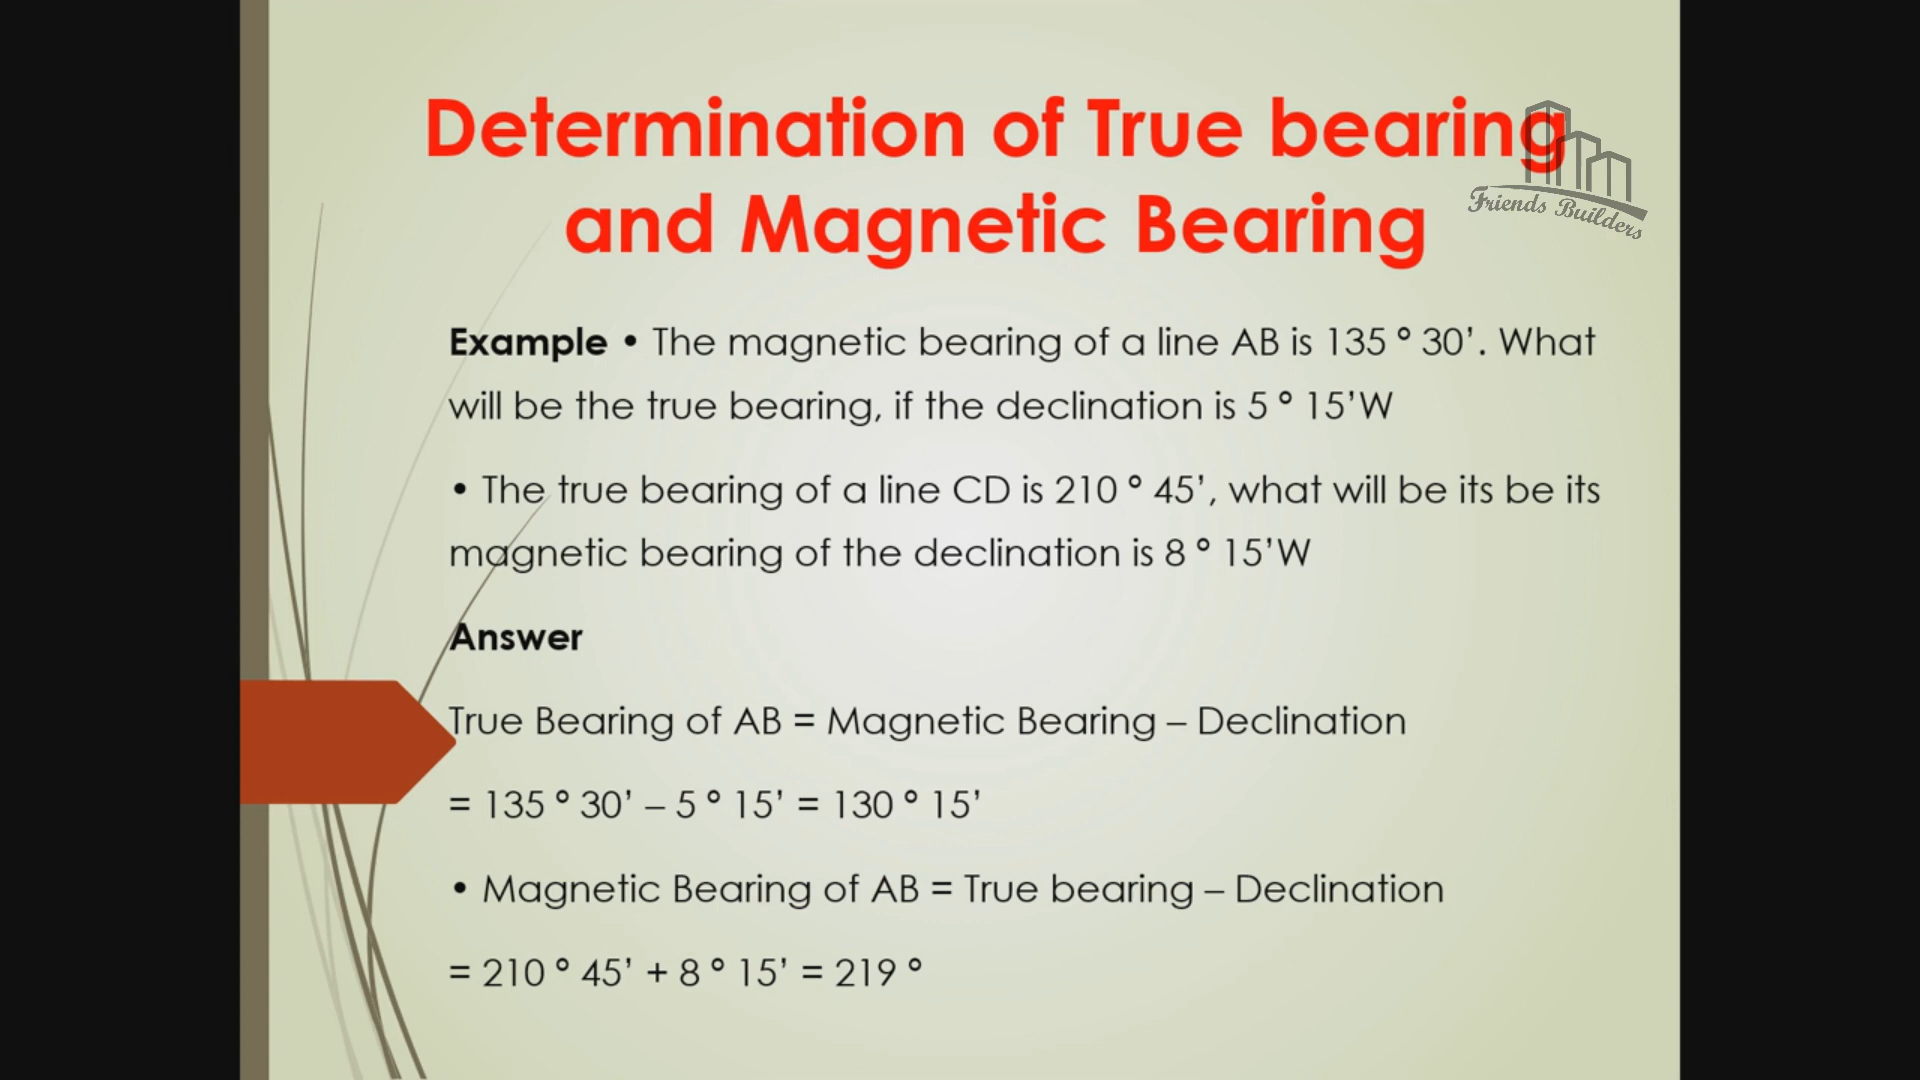 Determination of True bearing
and Magnetic Bearing
Friends Builders
Example • The magnetic bearing of a line AB is 135 º 30’. What
will be the true bearing, if the declination is 5 º 15’W
• The true bearing of a line CD is 210 º 45’, what will be its be its
magnetic bearing of the declination is 8 º 15’W
Answer
True Bearing of AB = Magnetic Bearing – Declination
= 135 º 30’ – 5 º 15’ = 130 º 15’
• Magnetic Bearing of AB = True bearing – Declination
= 210 º 45’ + 8 º 15’ = 219 º